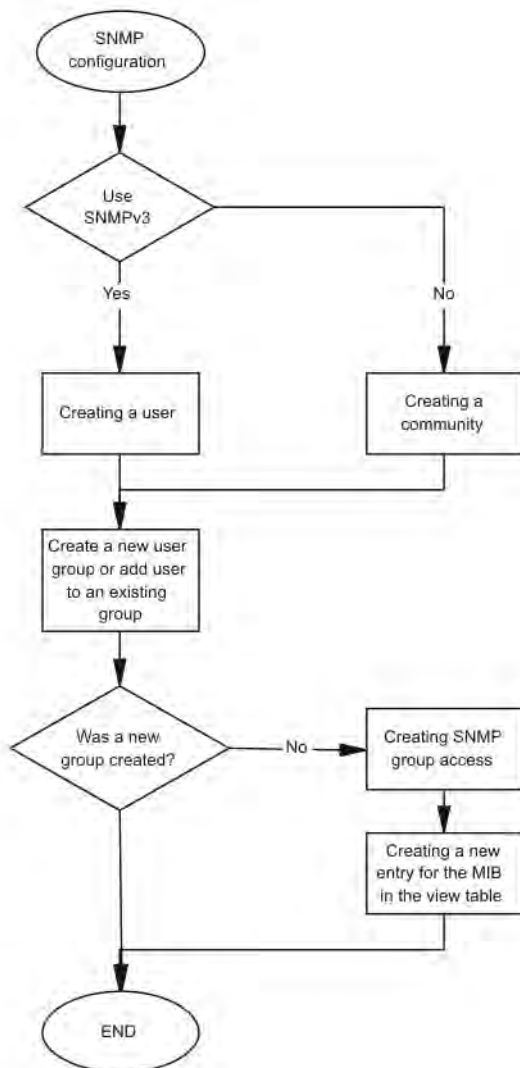 SNMP
configuration
Use
SNMPv3
Yes
No
Creating a user
Creating a
community
Create a new user
group or add user
to an existing
group
Was a new
group created?
No
Creating SNMP
group access
Creating a new
entry for the MIB
in the view table
END